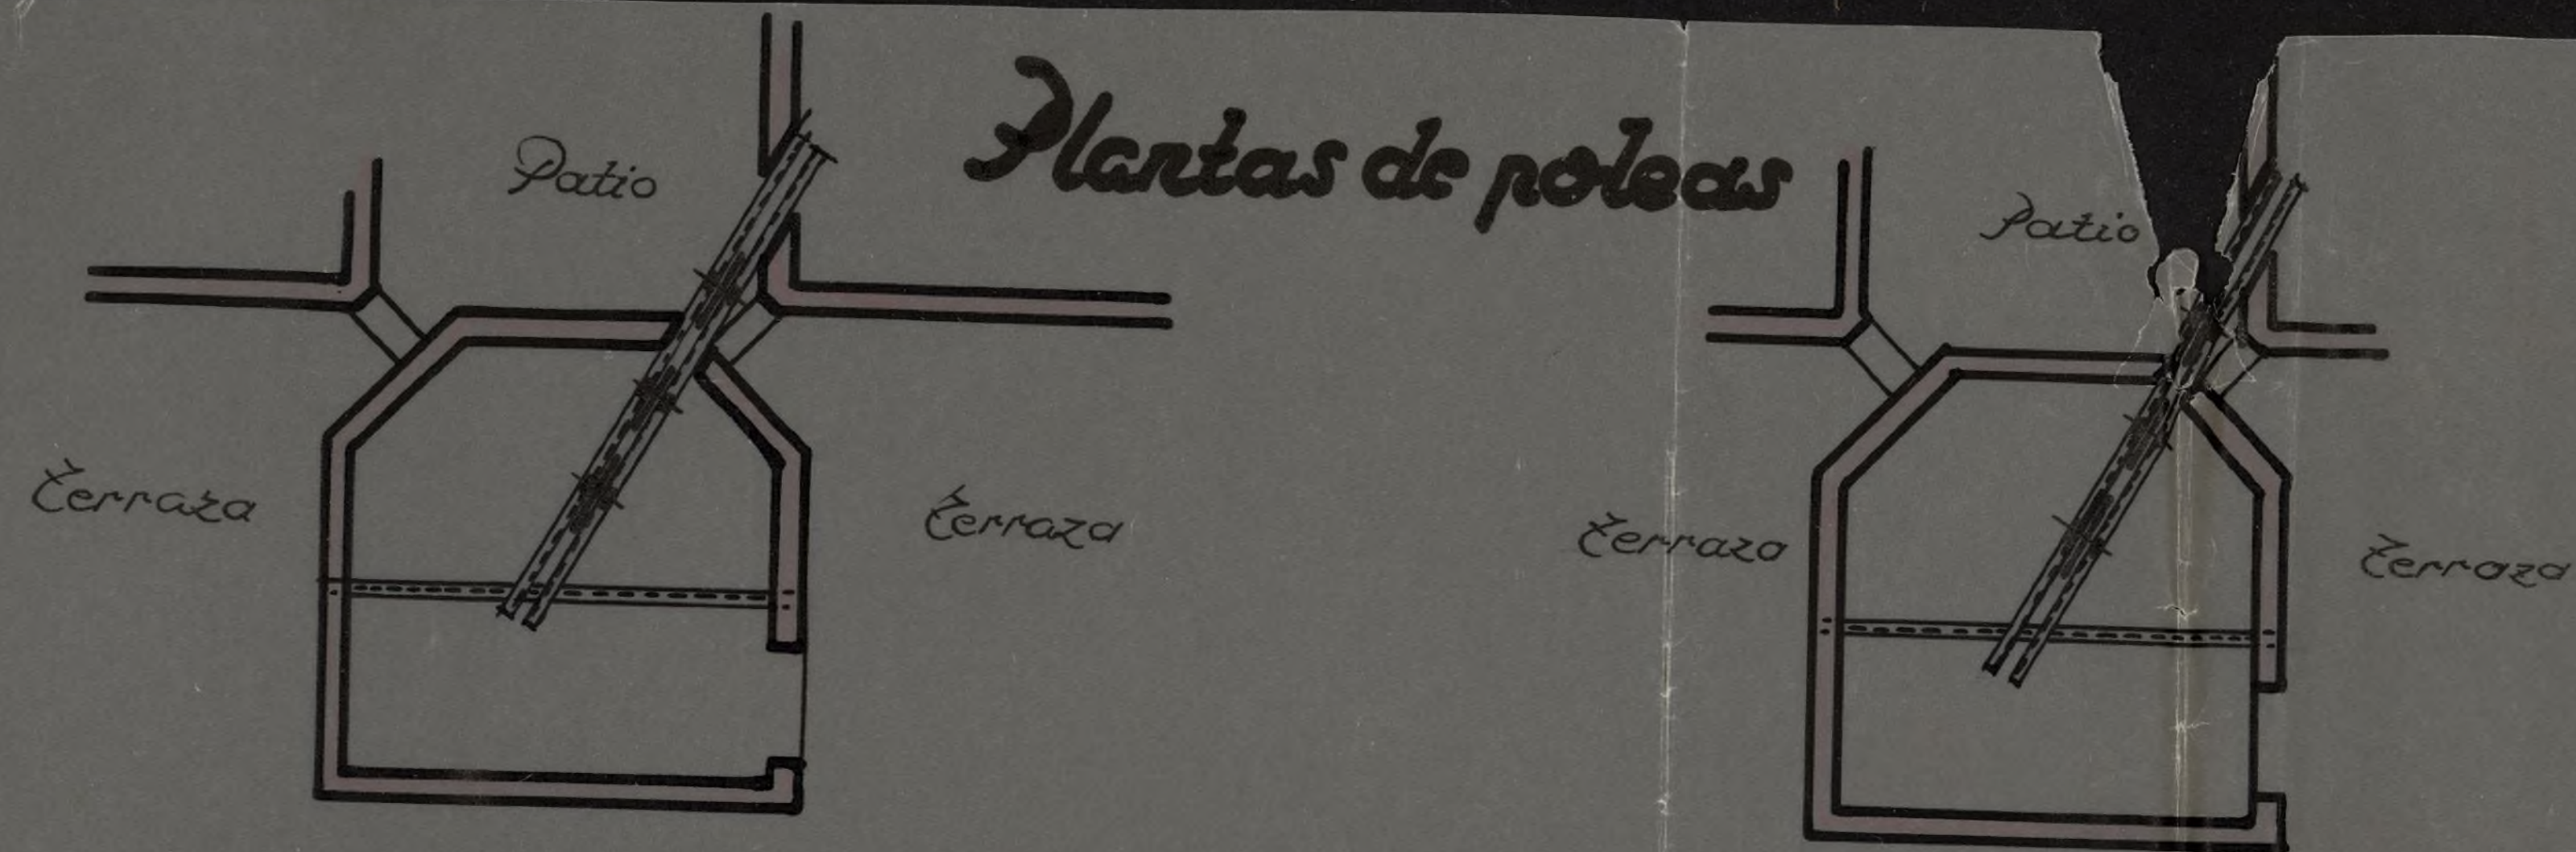 Plantas de poleas
Patio
Patio
Terraza
Terraza
Terraza
Terraza